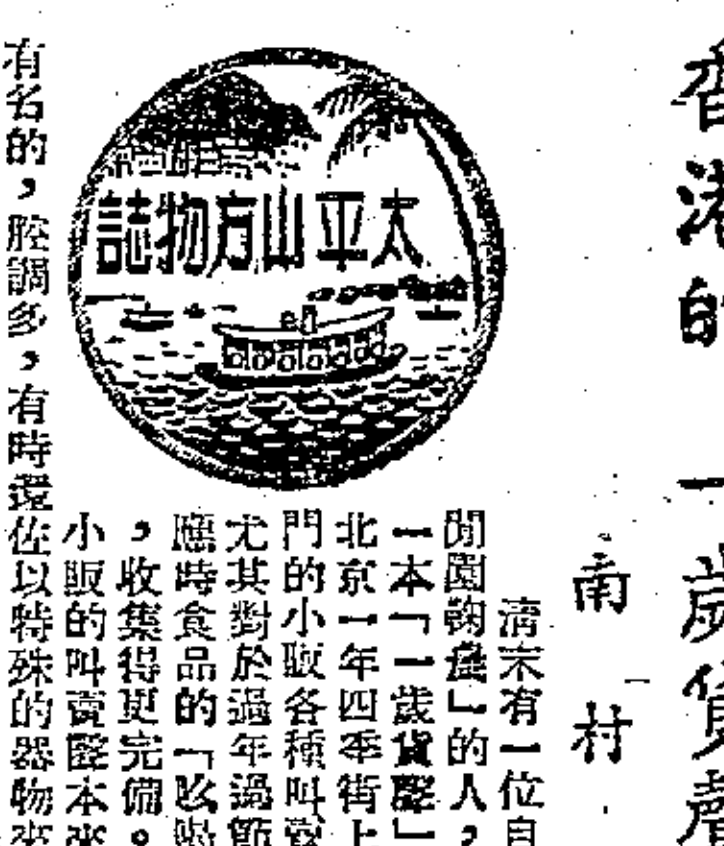 香港的一歲貨聲
南村
太平山方物誌
清末有一位自
閒園鞠農」的人，
一本「一歲貨聲」
北京一年四季街上
門的小販各種叫賣
尤其對於過年過節
應時食品的「吆喝
，收集得更完備。
小販的叫賣聲本來
有名的，腔調多，有時還佐以特殊的器物來